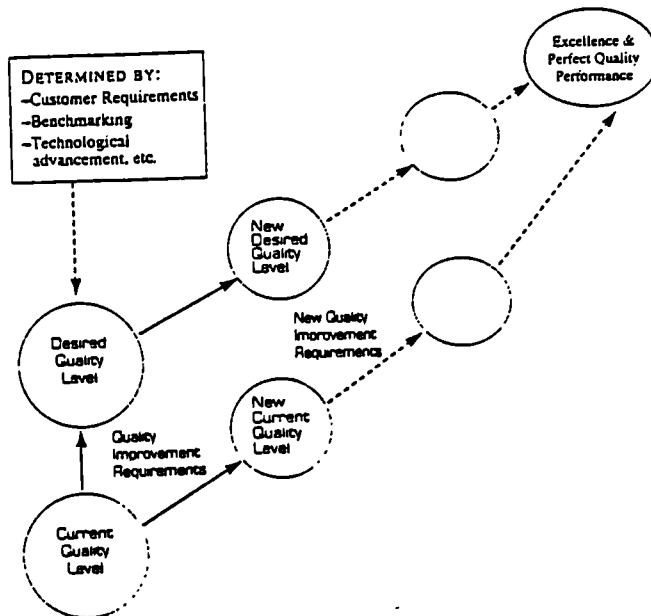 Excellence &
Perfect Quality
Performance
DETERMINED BY:
-Customer Requirements
-Benchmarking
-Technological
advancement, etc.
New
Desired
Quality
Level
Desired
Quality
Level
New Quality
Improvement
Requirements
New
Current
Quality
Level
Quality
Improvement
Requirements
Current
Quality
Level